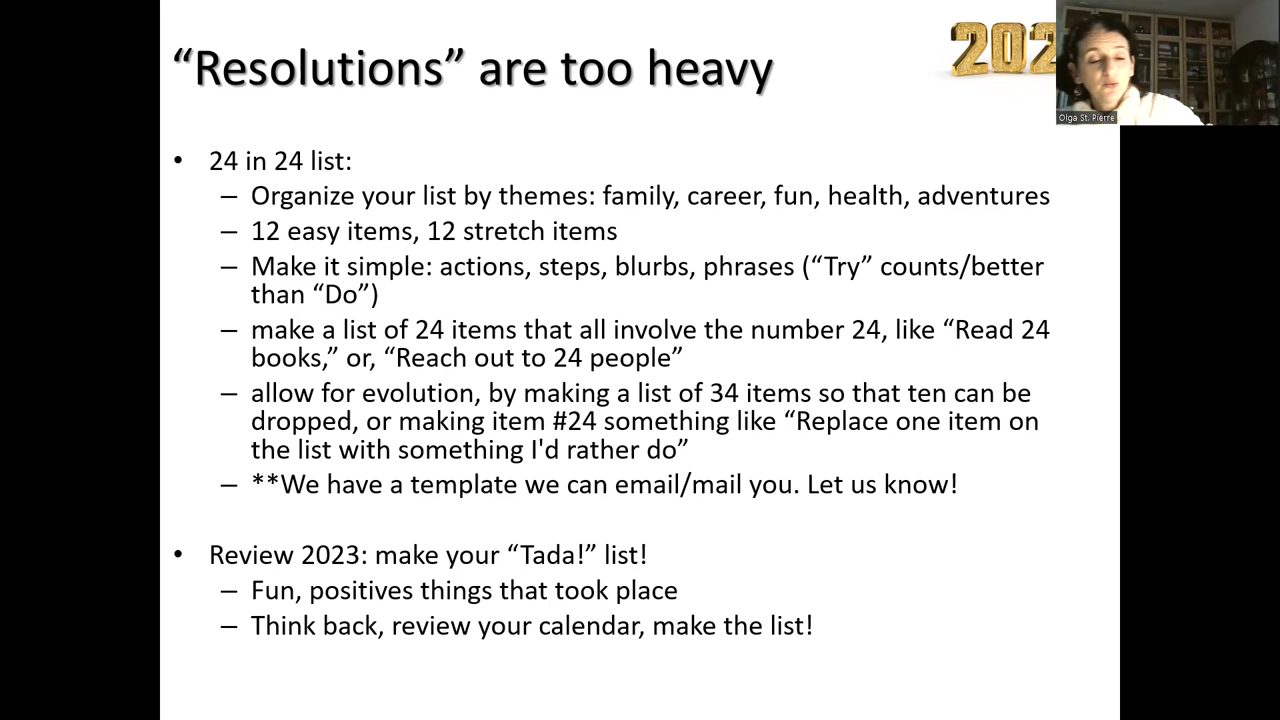 “Resolutions” are too heavy
202
Olga St. Pierre
• 24 in 24 list:
– Organize your list by themes: family, career, fun, health, adventures
– 12 easy items, 12 stretch items
– Make it simple: actions, steps, blurbs, phrases (“Try” counts/better
than “Do”)
– make a list of 24 items that all involve the number 24, like “Read 24
books,” or, “Reach out to 24 people”
– allow for evolution, by making a list of 34 items so that ten can be
dropped, or making item #24 something like “Replace one item on
the list with something I'd rather do”
– **We have a template we can email/mail you. Let us know!
• Review 2023: make your “Tada!” list!
– Fun, positives things that took place
– Think back, review your calendar, make the list!